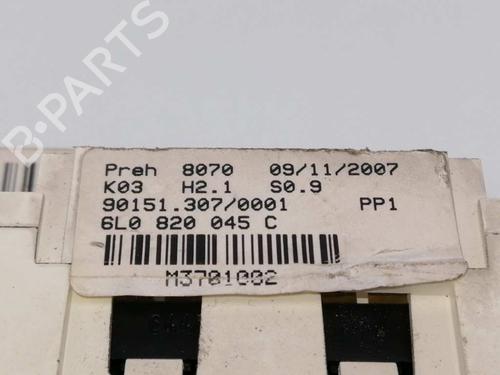 B-PARTS
Preh 8070 09/11/2007
K03 H2.1 S0.9
90151.307/0001 PP1
6L0 820 045 C
M3701002